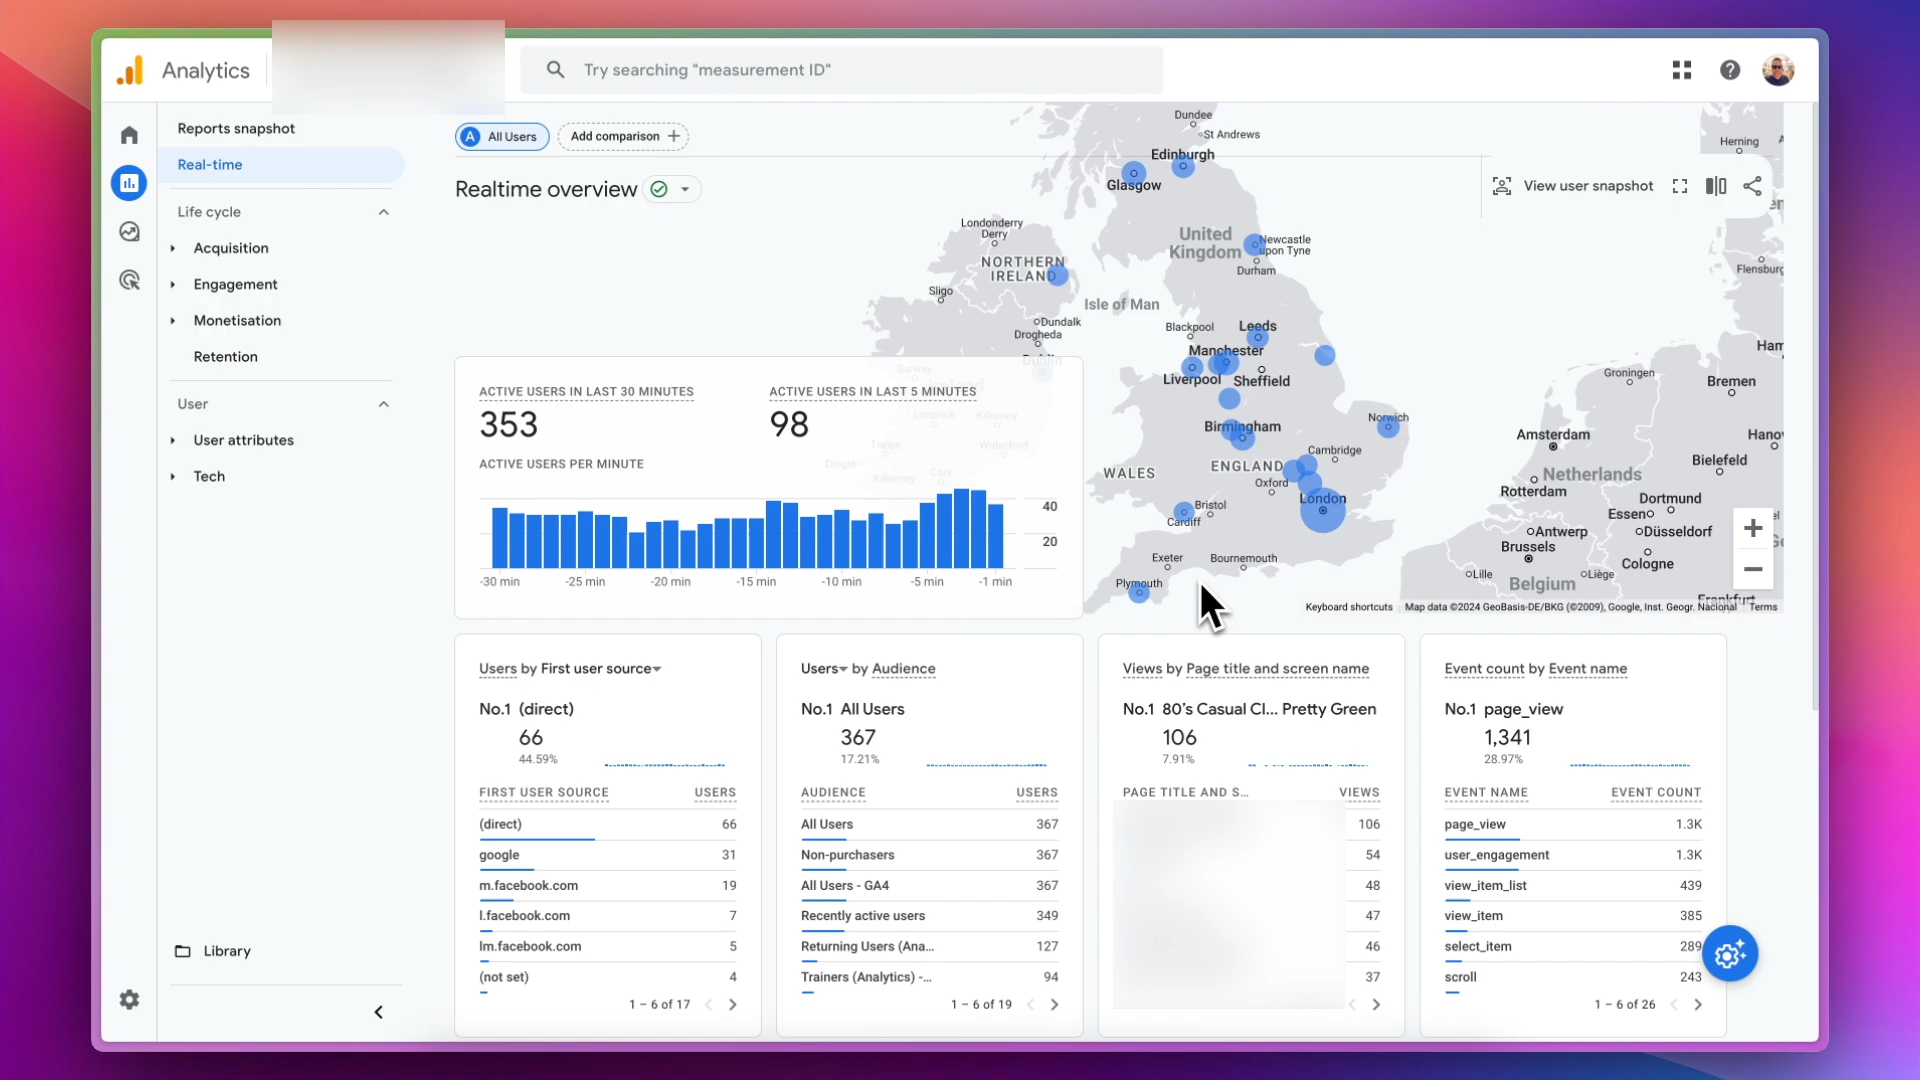 Analytics
Try searching "measurement ID"
Reports snapshot
Real-time
Life cycle
Acquisition
Engagement
Monetisation
Retention
User
User attributes
Tech
Library
A All Users
Add comparison +
Realtime overview
View user snapshot
Dundee
St Andrews
Edinburgh
Glasgow
Herning
Londonderry
Derry
United
Kingdom
Newcastle
upon Tyne
Durham
NORTHERN
IRELAND
Flensburg
Sligo
Isle of Man
Dundalk
Drogheda
Dublin
Blackpool
Leeds
Manchester
Liverpool
Sheffield
Ham
Groningen
Bremen
Norwich
Birmingham
Amsterdam
Hanov
Cambridge
WALES
ENGLAND
Bielefeld
Netherlands
Oxford
Rotterdam
London
Dortmund
Bristol
Essen
Cardiff
Antwerp
Düsseldorf
Brussels
Exeter
Bournemouth
Cologne
Lille
Liège
Plymouth
Belgium
Frankfurt
Keyboard shortcuts
Map data ©2024 GeoBasis-DE/BKG (©2009), Google, Inst. Geogr. Nacional
Terms
Galway
Limerick
Kilkenny
Tralee
Waterford
Dingle
Killarney
Cork
ACTIVE USERS IN LAST 30 MINUTES
353
ACTIVE USERS IN LAST 5 MINUTES
98
ACTIVE USERS PER MINUTE
40
20
-30 min
-25 min
-20 min
-15 min
-10 min
-5 min
-1 min
Users by First user source
No.1 (direct)
66
44.59%
FIRST USER SOURCE USERS
(direct) 66
google 31
m.facebook.com 19
l.facebook.com 7
lm.facebook.com 5
(not set) 4
1 – 6 of 17
Users by Audience
No.1 All Users
367
17.21%
AUDIENCE USERS
All Users 367
Non-purchasers 367
All Users - GA4 367
Recently active users 349
Returning Users (Ana... 127
Trainers (Analytics) -... 94
1 – 6 of 19
Views by Page title and screen name
No.1 80's Casual Cl... Pretty Green
106
7.91%
PAGE TITLE AND S... VIEWS
106
54
48
47
46
37
Event count by Event name
No.1 page_view
1,341
28.97%
EVENT NAME EVENT COUNT
page_view 1.3K
user_engagement 1.3K
view_item_list 439
view_item 385
select_item 289
scroll 243
1 – 6 of 26